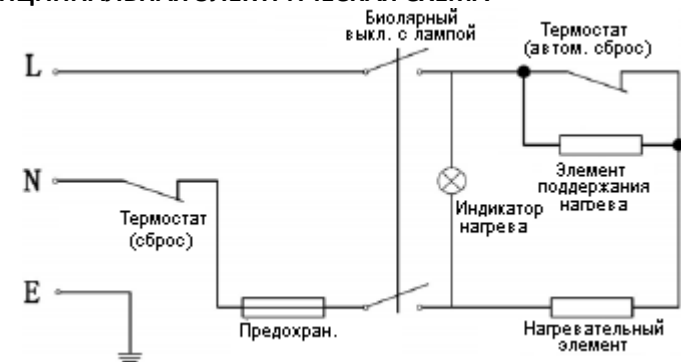 Биолярный
выкл. с лампой
Термостат
(автом. сброс)
L
Элемент
поддержания
нагрева
N
Индикатор
нагрева
Термостат
(сброс)
E
Предохран.
Нагревательный
элемент